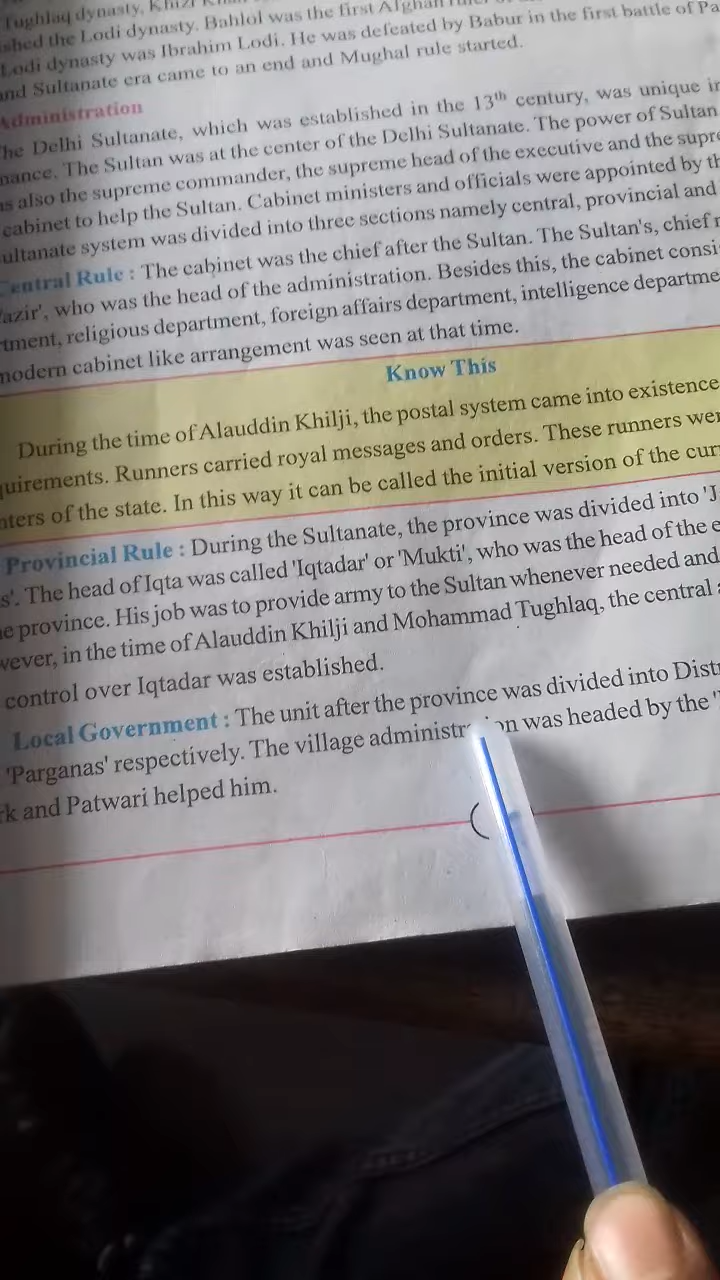 Tughlaq dynasty, Khizr
shed the Lodi dynasty. Bahlol was the first Afghan
Lodi dynasty was Ibrahim Lodi. He was defeated by Babur in the first battle of Pa
and Sultanate era came to an end and Mughal rule started.
Administration
he Delhi Sultanate, which was established in the 13th century, was unique in
nance. The Sultan was at the center of the Delhi Sultanate. The power of Sultan
as also the supreme commander, the supreme head of the executive and the supre
cabinet to help the Sultan. Cabinet ministers and officials were appointed by th
ultanate system was divided into three sections namely central, provincial and
Central Rule : The cabinet was the chief after the Sultan. The Sultan's, chief
azir', who was the head of the administration. Besides this, the cabinet consi
tment, religious department, foreign affairs department, intelligence departme
modern cabinet like arrangement was seen at that time.
Know This
During the time of Alauddin Khilji, the postal system came into existence
quirements. Runners carried royal messages and orders. These runners wer
ters of the state. In this way it can be called the initial version of the cur
Provincial Rule : During the Sultanate, the province was divided into
s'. The head of Iqta was called 'Iqtadar' or 'Mukti', who was the head of the e
e province. His job was to provide army to the Sultan whenever needed and
wever, in the time of Alauddin Khilji and Mohammad Tughlaq, the central
control over Iqtadar was established.
Local Government : The unit after the province was divided into Distr
'Parganas' respectively. The village administr on was headed by the '
rk and Patwari helped him.
(